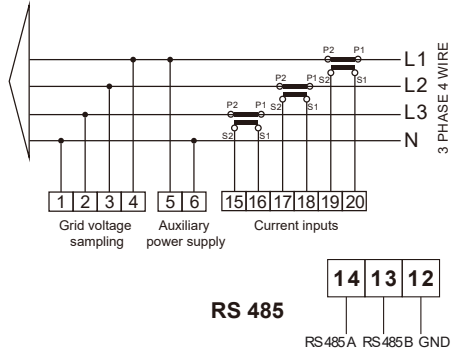 P2 P1
L1
P2 P1 S2 S1
L2
P2 P1 S2 S1
L3
S2 S1
N
3 PHASE 4 WIRE
1 2 3 4 5 6 15 16 17 18 19 20
Grid voltage sampling
Auxiliary power supply
Current inputs
14 13 12
RS 485
RS485A RS485B GND